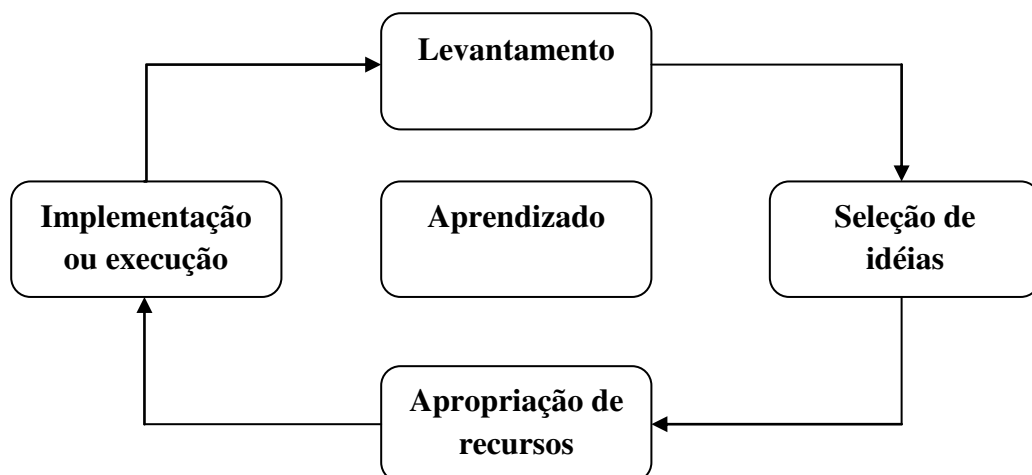 Levantamento
Implementação
ou execução
Aprendizado
Seleção de
idéias
Apropriação de
recursos